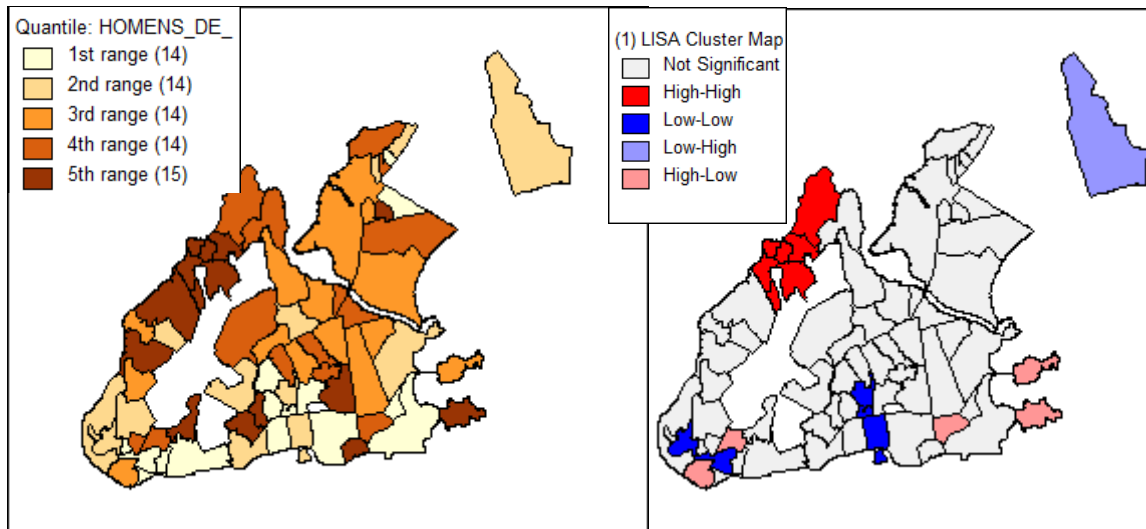 Quantile: HOMENS_DE_
1st range (14)
2nd range (14)
3rd range (14)
4th range (14)
5th range (15)
(1) LISA Cluster Map
Not Significant
High-High
Low-Low
Low-High
High-Low